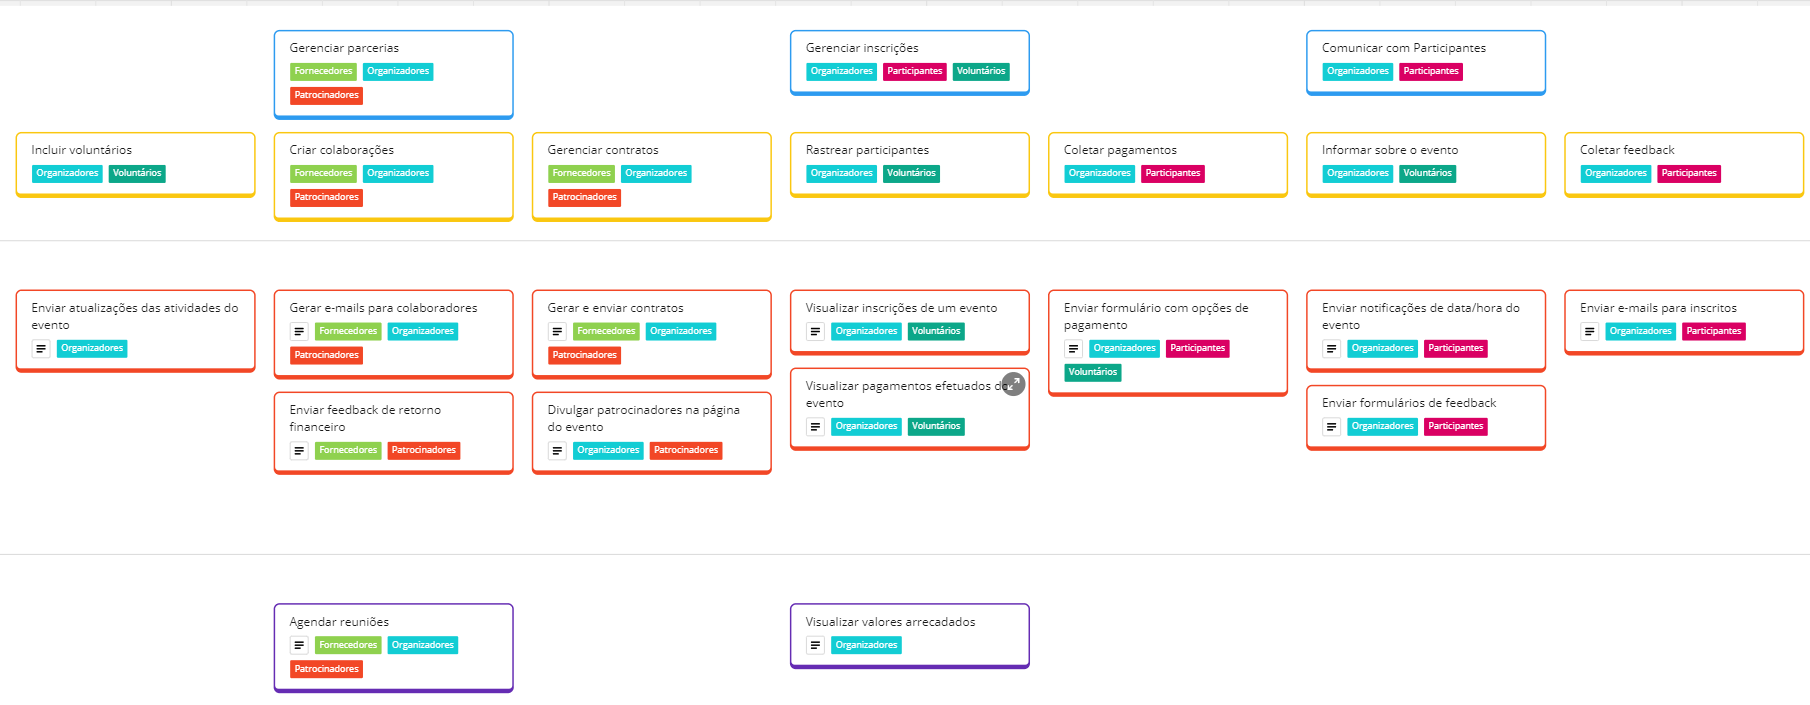 Gerenciar parcerias
Fornecedores Organizadores
Patrocinadores
Gerenciar inscrições
Organizadores Participantes Voluntários
Comunicar com Participantes
Organizadores Participantes
Incluir voluntários
Organizadores Voluntários
Criar colaborações
Fornecedores Organizadores
Patrocinadores
Gerenciar contratos
Fornecedores Organizadores
Patrocinadores
Rastrear participantes
Organizadores Voluntários
Coletar pagamentos
Organizadores Participantes
Informar sobre o evento
Organizadores Voluntários
Coletar feedback
Organizadores Participantes
Enviar atualizações das atividades do
evento
Organizadores
Gerar e-mails para colaboradores
Fornecedores Organizadores
Patrocinadores
Gerar e enviar contratos
Fornecedores Organizadores
Patrocinadores
Visualizar inscrições de um evento
Organizadores Voluntários
Enviar formulário com opções de
pagamento
Organizadores Participantes
Voluntários
Enviar notificações de data/hora do
evento
Organizadores Participantes
Enviar e-mails para inscritos
Organizadores Participantes
Enviar feedback de retorno
financeiro
Fornecedores Patrocinadores
Divulgar patrocinadores na página
do evento
Organizadores Patrocinadores
Visualizar pagamentos efetuados do
evento
Organizadores Voluntários
Enviar formulários de feedback
Organizadores Participantes
Agendar reuniões
Fornecedores Organizadores
Patrocinadores
Visualizar valores arrecadados
Organizadores